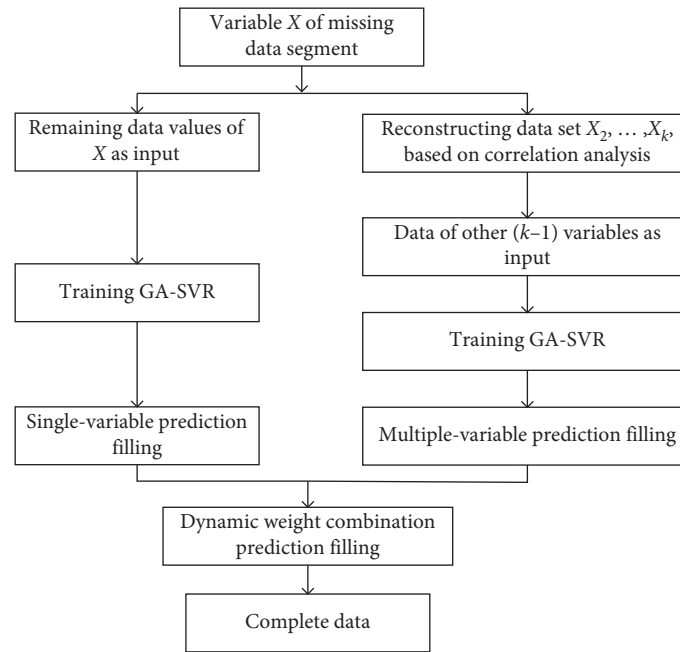 Variable X of missing
data segment
Remaining data values of
X as input
Reconstructing data set X₂, … ,Xₖ,
based on correlation analysis
Data of other (k–1) variables as
input
Training GA-SVR
Training GA-SVR
Single-variable prediction
filling
Multiple-variable prediction filling
Dynamic weight combination
prediction filling
Complete data